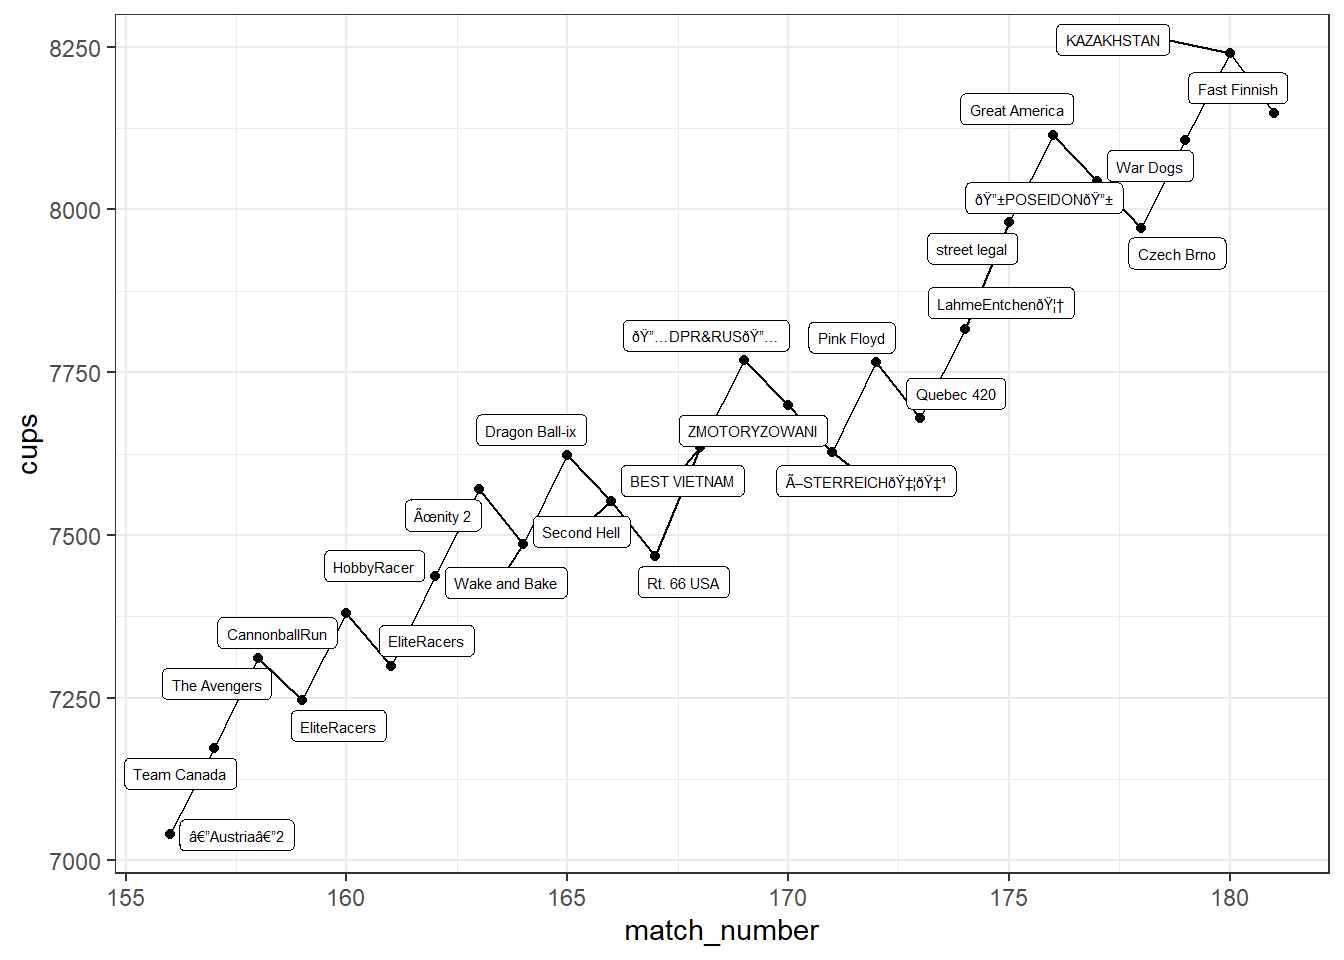 8250
8000
7750
7500
7250
7000
cups
KAZAKHSTAN
Fast Finnish
Great America
War Dogs
ðŸ”±POSEIDONðŸ”±
street legal
Czech Brno
LahmeEntchenðŸ¦†
ðŸ”…DPR&RUSðŸ”…
Pink Floyd
Quebec 420
Dragon Ball-ix
ZMOTORYZOWANI
BEST VIETNAM
Ã–STERREICHðŸ‡¦ðŸ‡¹
Ãœnity 2
Second Hell
HobbyRacer
Wake and Bake
Rt. 66 USA
CannonballRun
EliteRacers
The Avengers
EliteRacers
Team Canada
â€”Austriaâ€”2
155 160 165 170 175 180
match_number